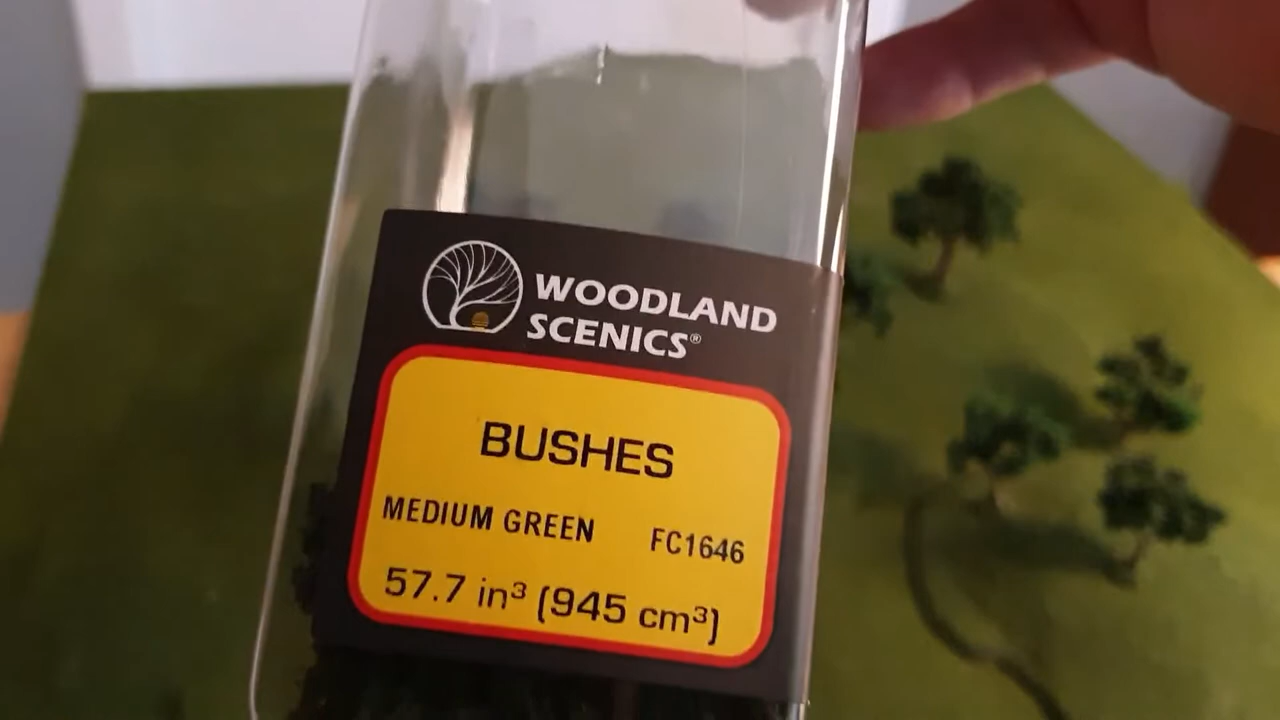 WOODLAND
SCENICS®
BUSHES
MEDIUM GREEN FC1646
57.7 in³ (945 cm³)